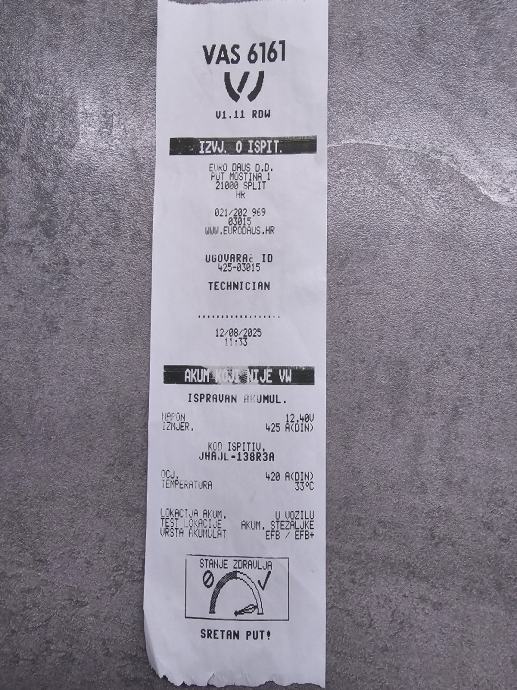 VAS 6161
V1.11 RDW
IZVJ. O ISPIT.
EURO DAUS D.D.
PUT MOSTINA 1
21000 SPLIT
HR
021/202 969
03015
WWW.EURODAUS.HR
UGOVARAč ID
425-03015
TECHNICIAN
....................
12/08/2025
11:33
AKUM KOJI NIJE VW
ISPRAVAN AKUMUL.
NAPON 12.40V
IZMJER. 425 A(DIN)
KOD ISPITIV.
JHAJL-138R3A
OCJ. 420 A(DIN)
TEMPERATURA 33°C
LOKACIJA AKUM. U VOZILU
TEST LOKACIJE AKUM. STEZALJKE
VRSTA AKUMULAT EFB / EFB+
STANJE ZDRAVLJA
SRETAN PUT!